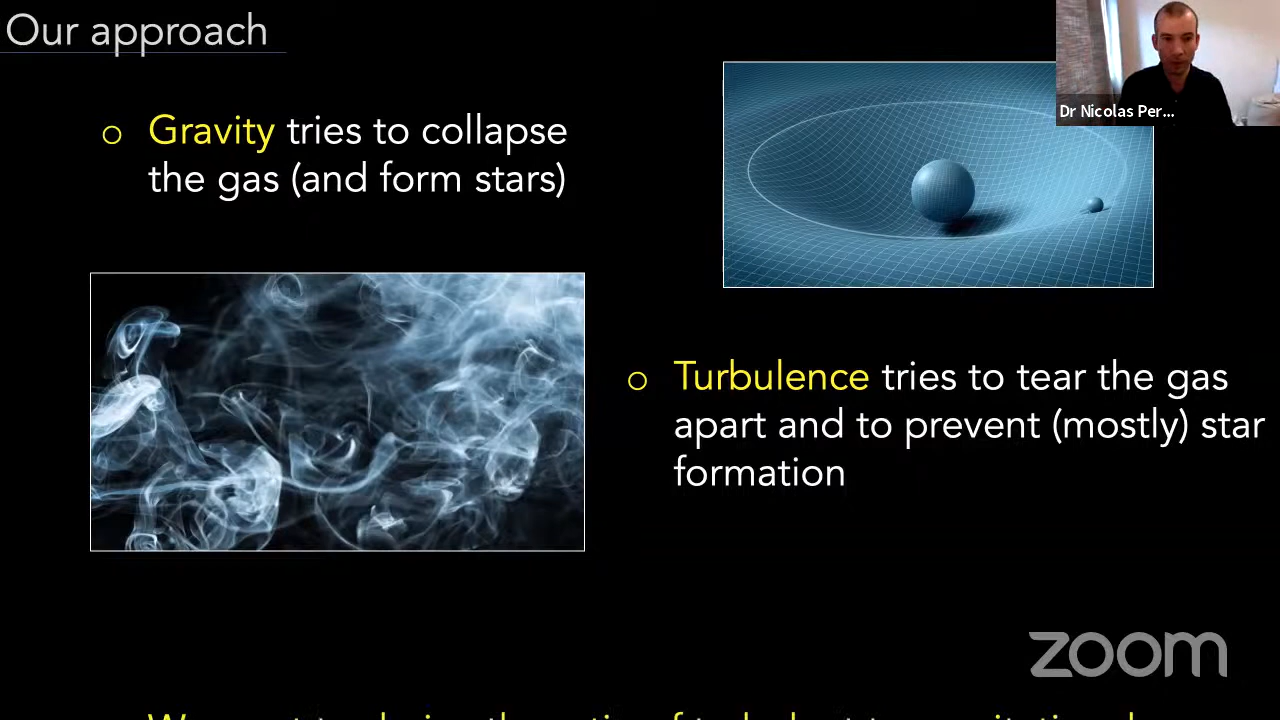 Our approach
Dr Nicolas Per...
Gravity tries to collapse
the gas (and form stars)
Turbulence tries to tear the gas
apart and to prevent (mostly) star
formation
zoom